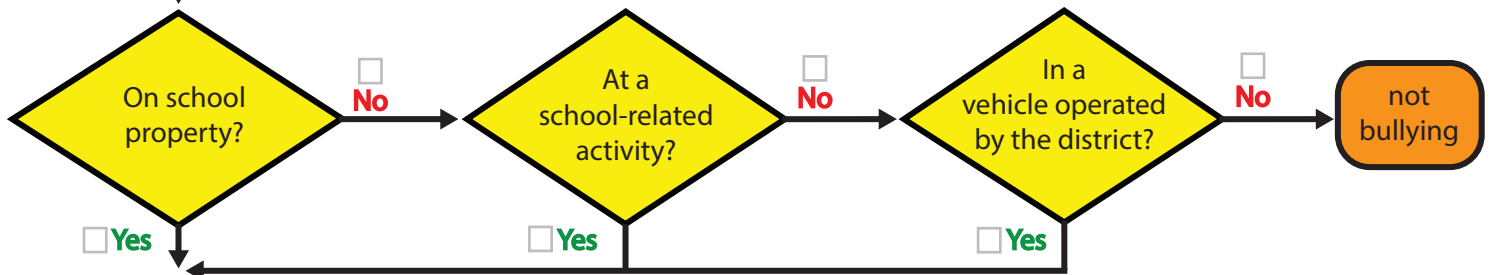 On school
property?
No
At a
school-related
activity?
No
In a
vehicle operated
by the district?
No
not
bullying
Yes
Yes
Yes